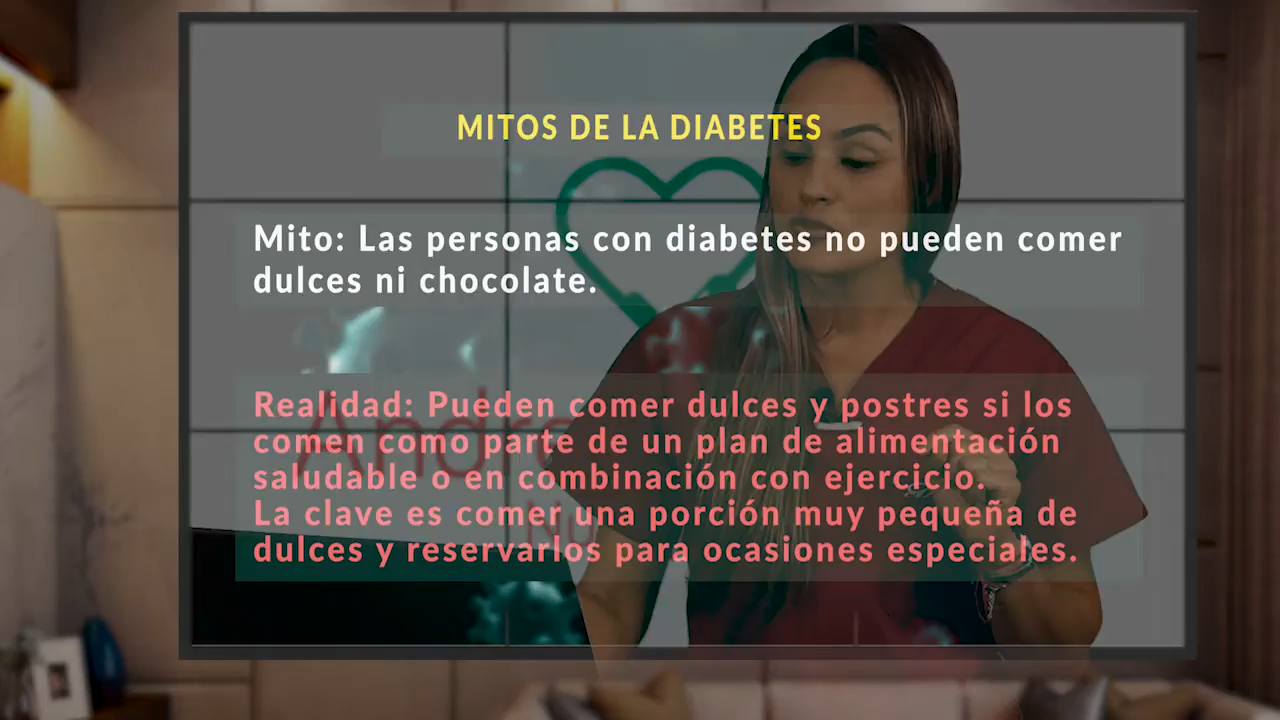 MITOS DE LA DIABETES
Mito: Las personas con diabetes no pueden comer
dulces ni chocolate.
Realidad: Pueden comer dulces y postres si los
comen como parte de un plan de alimentación
saludable o en combinación con ejercicio.
La clave es comer una porción muy pequeña de
dulces y reservarlos para ocasiones especiales.